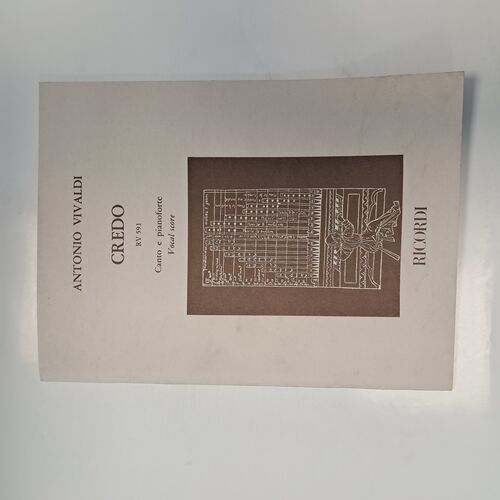 ANTONIO VIVALDI
CREDO
RV 591
Canto e pianoforte
Vocal score
RICORDI